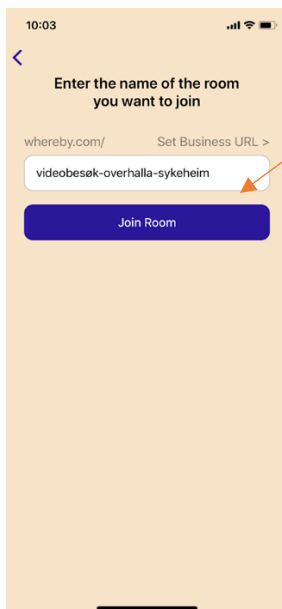 10:03
Enter the name of the room
you want to join
whereby.com/ Set Business URL >
videobesøk-overhalla-sykeheim
Join Room